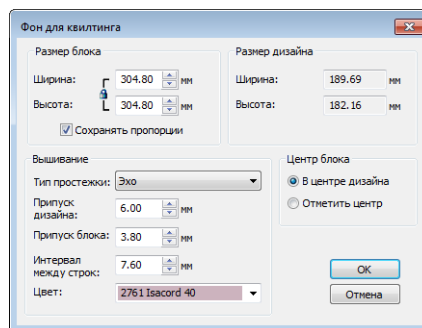 Фон для квилтинга
Размер блока
Ширина: 304.80 мм
Высота: 304.80 мм
Сохранять пропорции
Размер дизайна
Ширина: 189.69 мм
Высота: 182.16 мм
Вышивание
Тип простежки: Эхо
Припуск
дизайна: 6.00 мм
Припуск блока: 3.80 мм
Интервал
между строк: 7.60 мм
Цвет: 2761 Isacord 40
Центр блока
В центре дизайна
Отметить центр
OK
Отмена